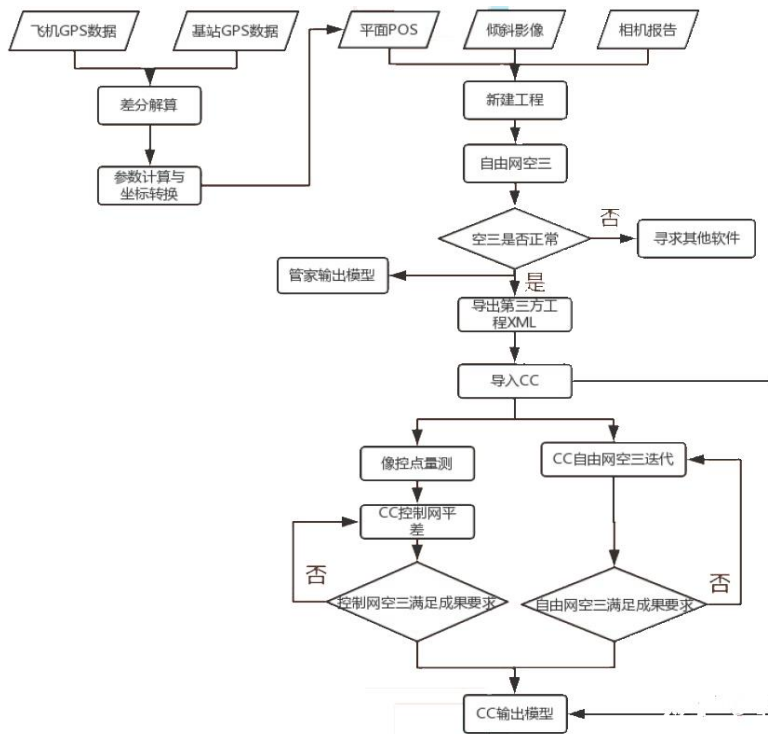 飞机GPS数据
基站GPS数据
平面POS
倾斜影像
相机报告
差分解算
新建工程
参数计算与
坐标转换
自由网空三
空三是否正常
否
寻求其他软件
管家输出模型
是
导出第三方工
程XML
导入CC
像控点量测
CC自由网空三迭代
CC控制网平
差
否
控制网空三满足成果要求
自由网空三满足成果要求
否
CC输出模型